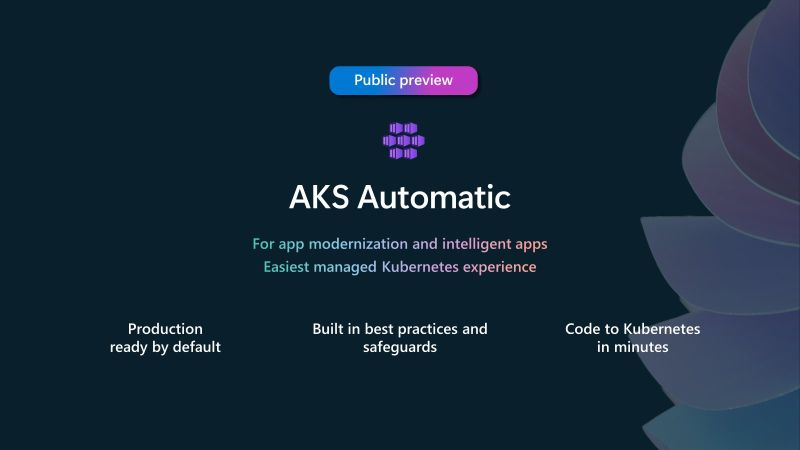 Public preview
AKS Automatic
For app modernization and intelligent apps
Easiest managed Kubernetes experience
Production
ready by default
Built in best practices and
safeguards
Code to Kubernetes
in minutes